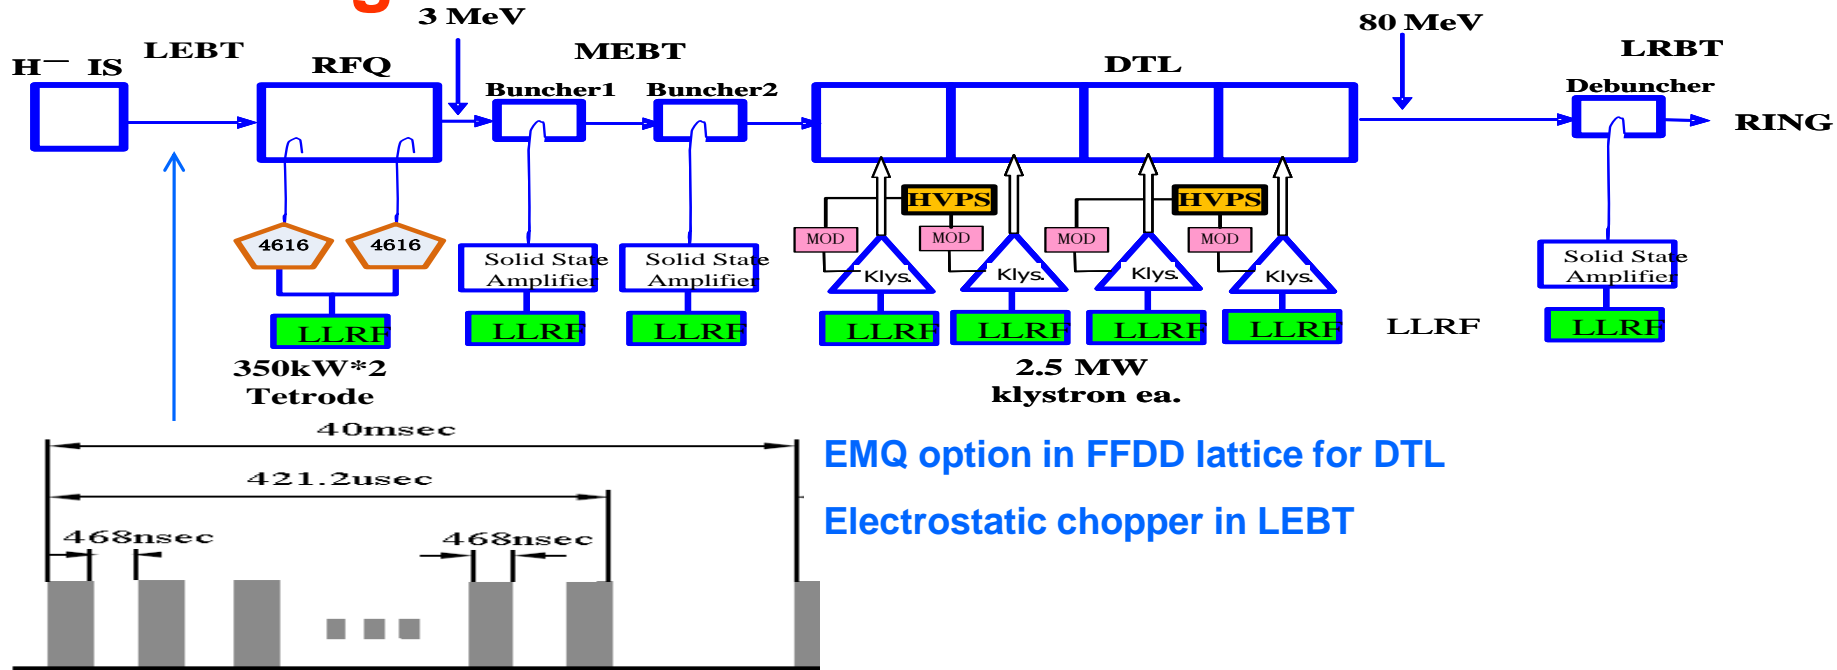 g
3 MeV
80 MeV
LEBT
MEBT
LRBT
H— IS
RFQ
DTL
Buncher1
Buncher2
Debuncher
RING
HVPS
HVPS
4616
4616
MOD
MOD
MOD
MOD
Solid State
Amplifier
Solid State
Amplifier
Solid State
Amplifier
Klys.
Klys.
Klys.
Klys.
LLRF
LLRF
LLRF
LLRF
LLRF
LLRF
LLRF
LLRF
LLRF
350kW*2
Tetrode
2.5 MW
klystron ea.
40msec
421.2usec
468nsec
468nsec
EMQ option in FFDD lattice for DTL
Electrostatic chopper in LEBT